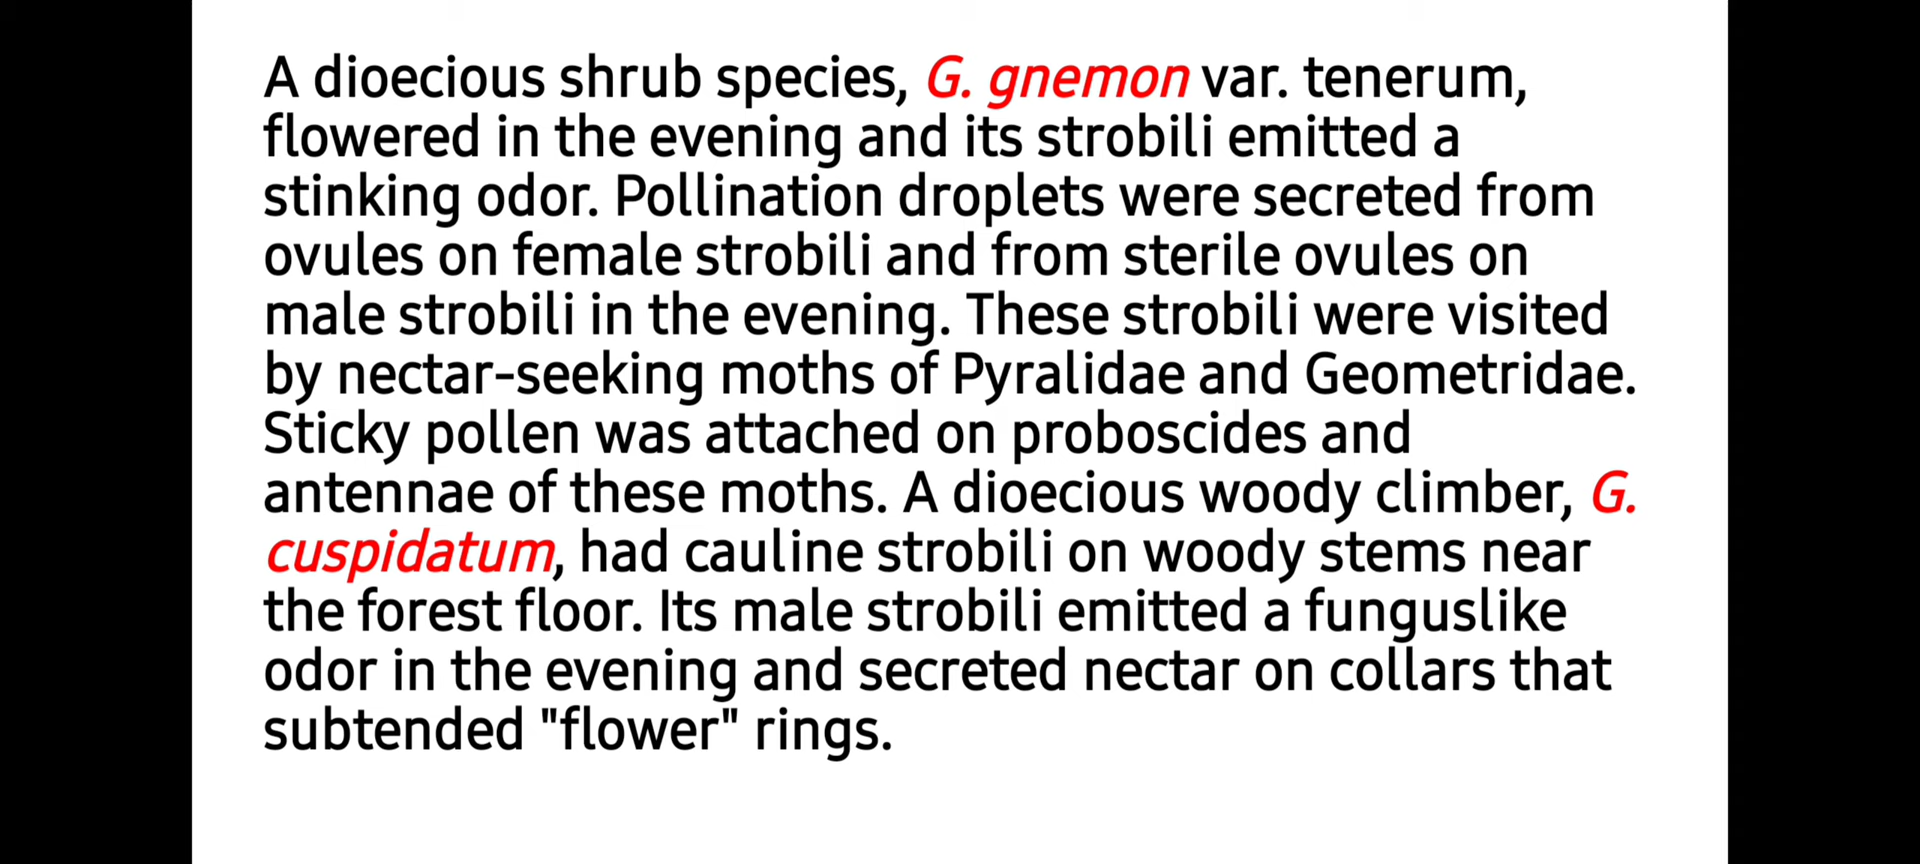 A dioecious shrub species, G. gnemon var. tenerum,
flowered in the evening and its strobili emitted a
stinking odor. Pollination droplets were secreted from
ovules on female strobili and from sterile ovules on
male strobili in the evening. These strobili were visited
by nectar-seeking moths of Pyralidae and Geometridae.
Sticky pollen was attached on proboscides and
antennae of these moths. A dioecious woody climber, G.
cuspidatum, had cauline strobili on woody stems near
the forest floor. Its male strobili emitted a funguslike
odor in the evening and secreted nectar on collars that
subtended "flower" rings.